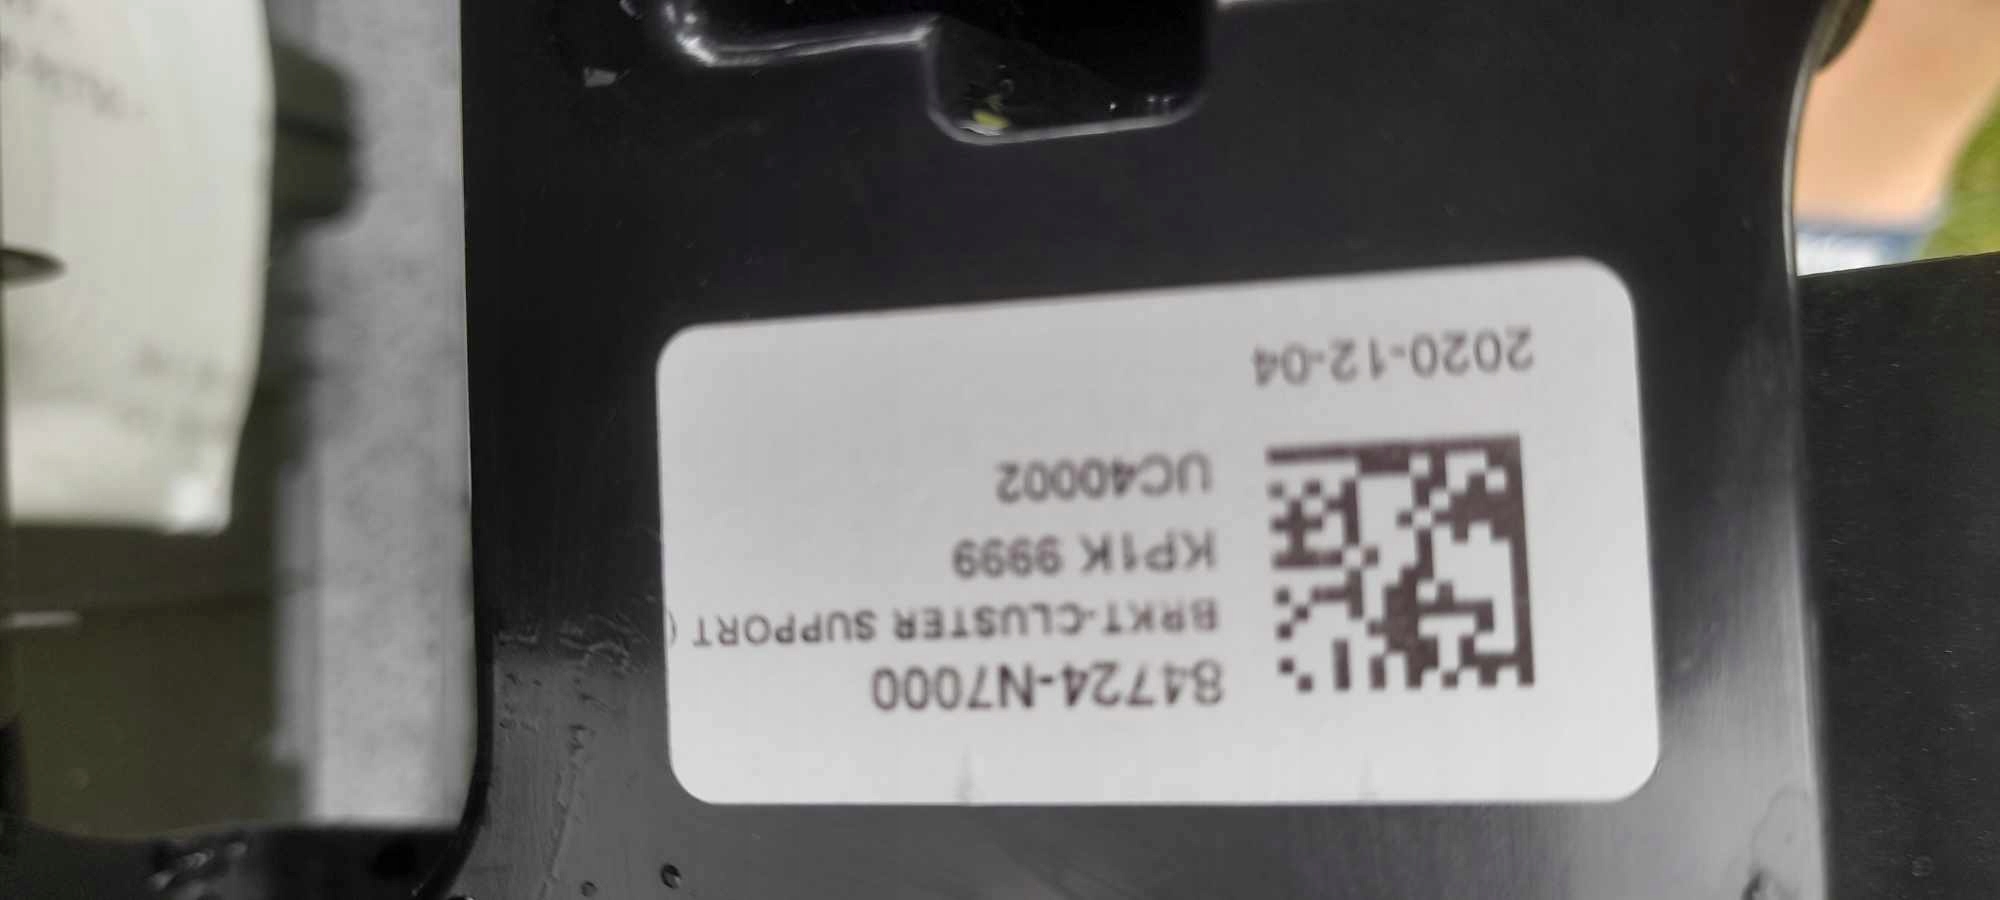 84724-N7000
BRKT-CLUSTER SUPPORT (
KP1K 9999
UC40002
2020-12-04